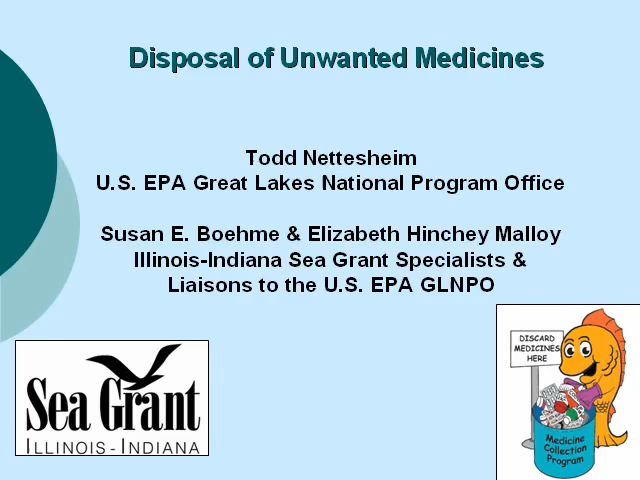 Disposal of Unwanted Medicines
Todd Nettesheim
U.S. EPA Great Lakes National Program Office
Susan E. Boehme & Elizabeth Hinchey Malloy
Illinois-Indiana Sea Grant Specialists &
Liaisons to the U.S. EPA GLNPO
Sea Grant
ILLINOIS - INDIANA
DISCARD
MEDICINES
HERE
Medicine
Collection
Program